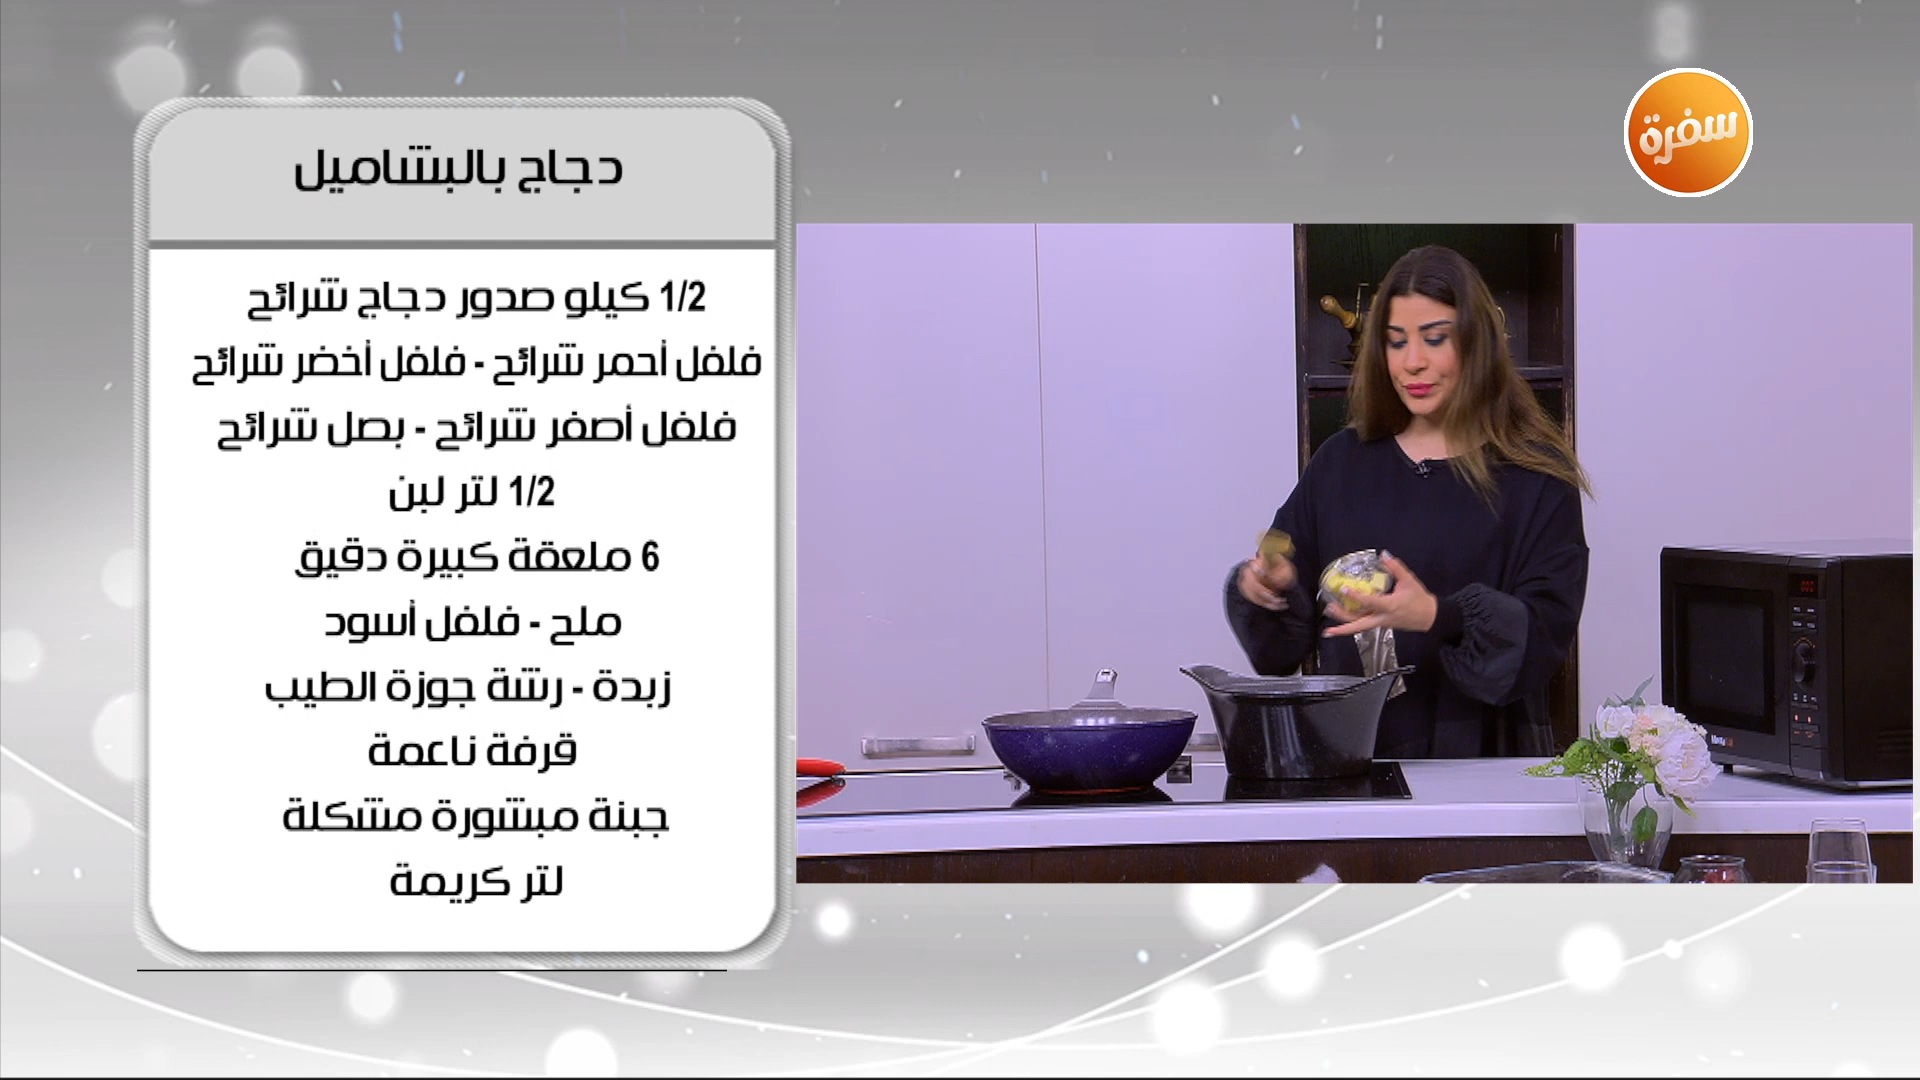 سفرة
دجاج بالبشاميل
1/2 كيلو صدور دجاج شرائح
فلفل أحمر شرائح - فلفل أخضر شرائح
فلفل أصفر شرائح - بصل شرائح
1/2 لتر لبن
6 ملعقة كبيرة دقيق
ملح - فلفل أسود
زبدة - رشة جوزة الطيب
قرفة ناعمة
جبنة مبشورة مشكلة
لتر كريمة